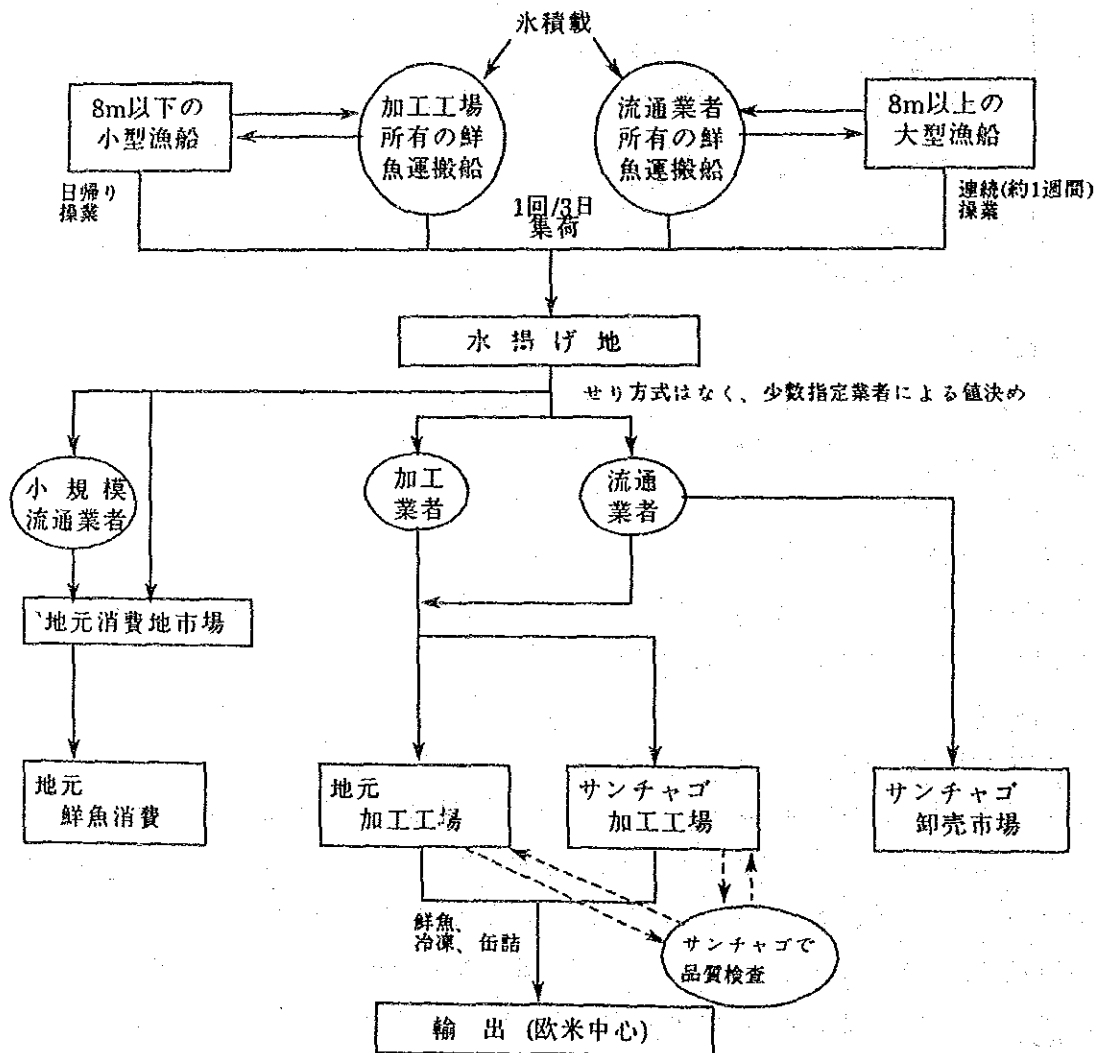 氷積載
8m以下の
小型漁船
加工工場
所有の鮮
魚運搬船
流通業者
所有の鮮
魚運搬船
8m以上の
大型漁船
日帰り
操業
1回/3日
集荷
連続(約1週間)
操業
水揚げ地
せり方式はなく、少数指定業者による値決め
小規模
流通業者
加工
業者
流通
業者
地元消費地市場
地元
鮮魚消費
地元
加工工場
サンチャゴ
加工工場
サンチャゴ
卸売市場
鮮魚、
冷凍、缶詰
サンチャゴで
品質検査
輸出(欧米中心)